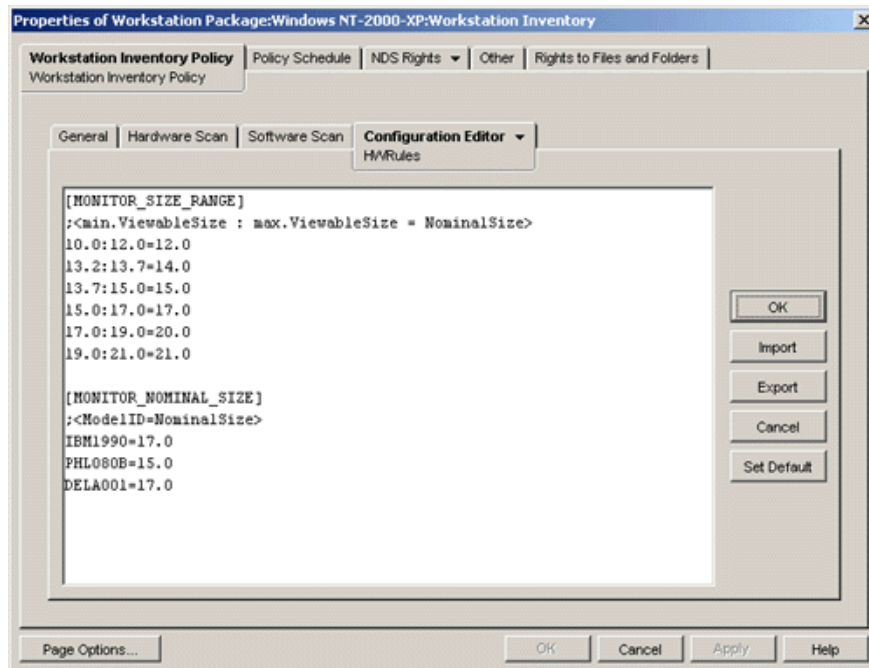 Properties of Workstation Package:Windows NT-2000-XP:Workstation Inventory
Workstation Inventory Policy Policy Schedule NDS Rights Other Rights to Files and Folders
Workstation Inventory Policy
General Hardware Scan Software Scan Configuration Editor
HWRules
[MONITOR_SIZE_RANGE]
;<min.ViewableSize : max.ViewableSize = NominalSize>
10.0:12.0=12.0
13.2:13.7=14.0
13.7:15.0=15.0
15.0:17.0=17.0
17.0:19.0=20.0
19.0:21.0=21.0
[MONITOR_NOMINAL_SIZE]
;<ModelID=NominalSize>
IBM1990=17.0
PHL080B=15.0
DELA001=17.0
OK
Import
Export
Cancel
Set Default
Page Options... OK Cancel Apply Help